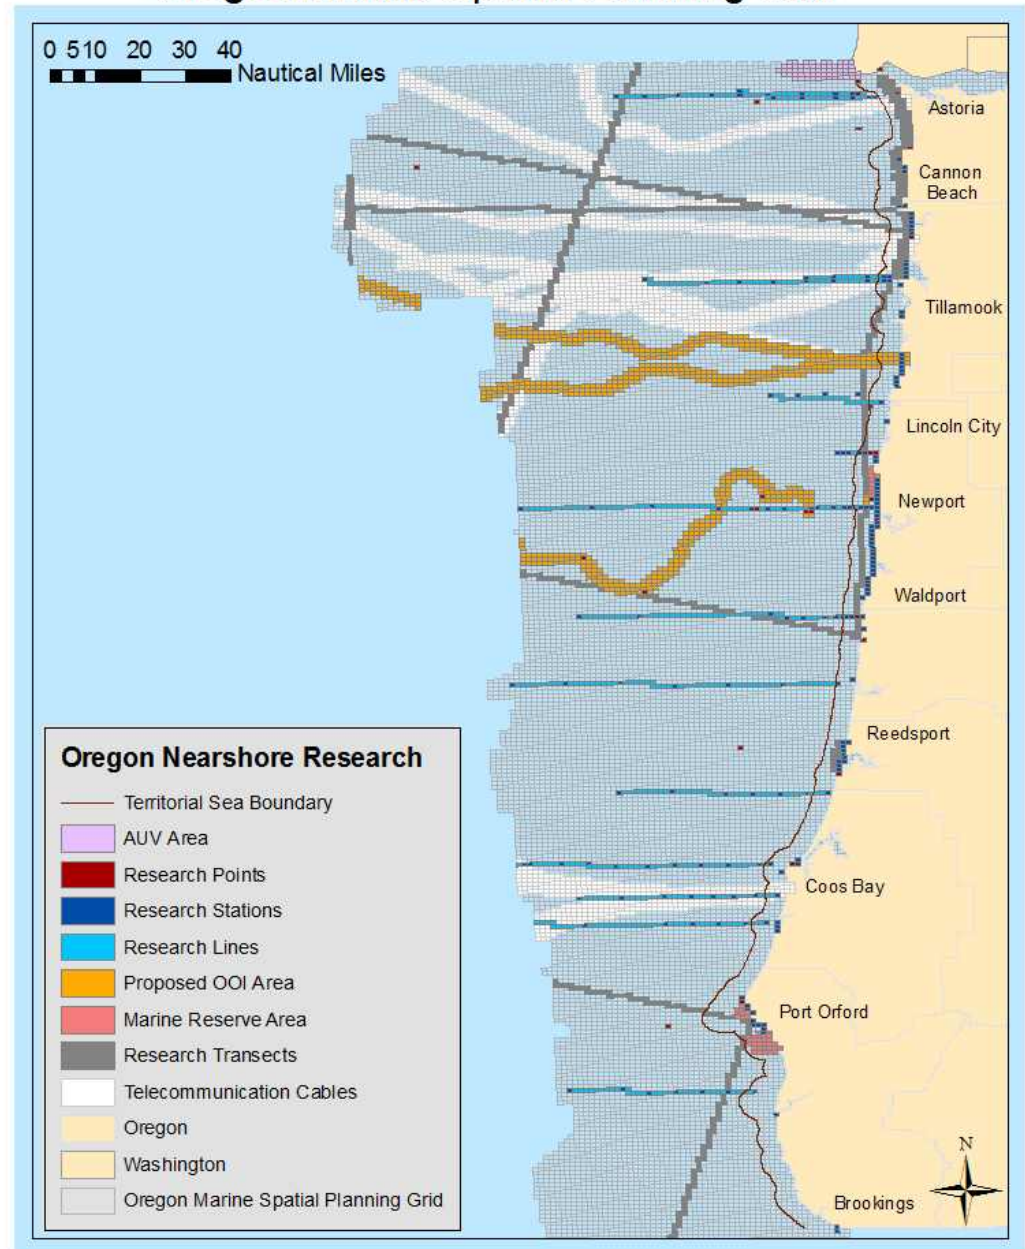 0 5 10 20 30 40
Nautical Miles
Astoria
Cannon
Beach
Tillamook
Lincoln City
Newport
Waldport
Reedsport
Coos Bay
Port Orford
Brookings
N
Oregon Nearshore Research
Territorial Sea Boundary
AUV Area
Research Points
Research Stations
Research Lines
Proposed OOI Area
Marine Reserve Area
Research Transects
Telecommunication Cables
Oregon
Washington
Oregon Marine Spatial Planning Grid